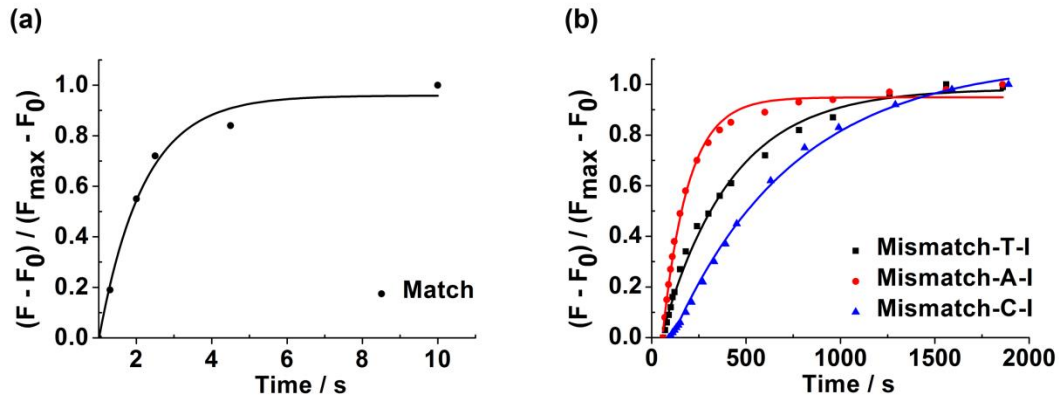 (a)
(F - F0) / (Fmax - F0)
1.0
0.8
0.6
0.4
0.2
0.0
2
4
6
8
10
Time / s
Match
(b)
(F - F0) / (Fmax - F0)
1.0
0.8
0.6
0.4
0.2
0.0
0
500
1000
1500
2000
Time / s
Mismatch-T-I
Mismatch-A-I
Mismatch-C-I